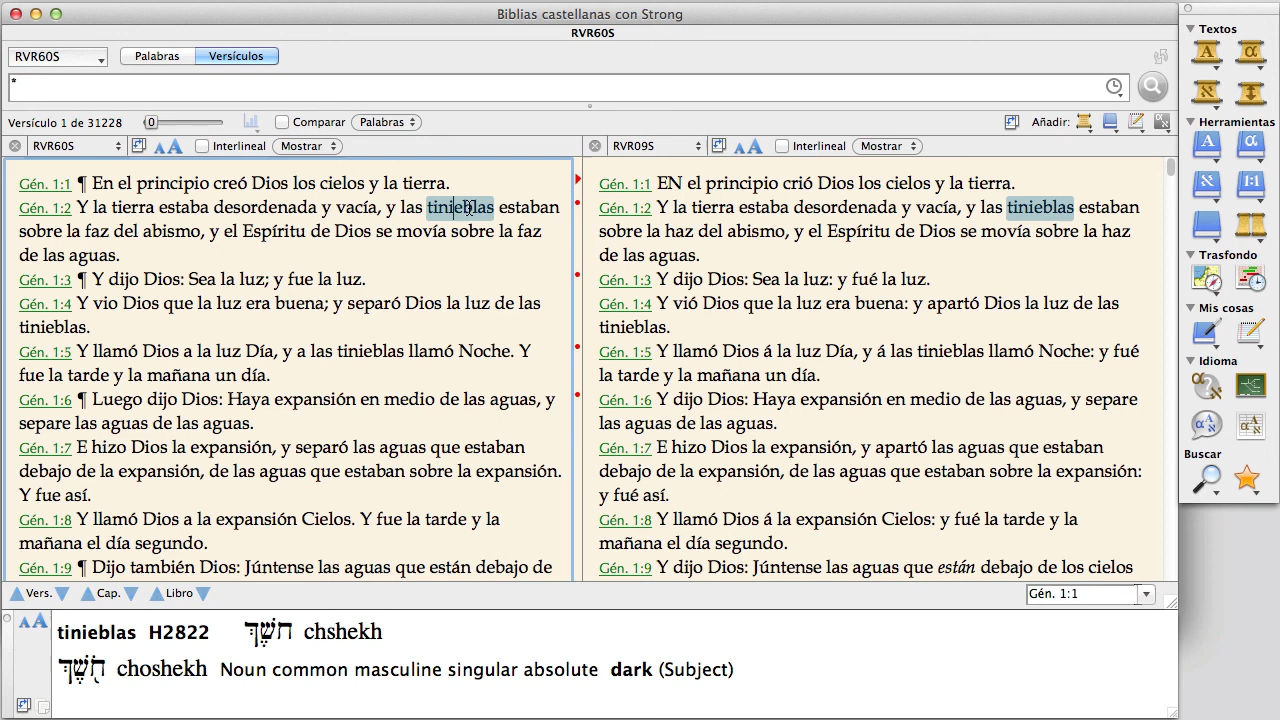 Biblias castellanas con Strong
RVR60S
RVR60S Palabras Versículos
*
Versículo 1 de 31228 0 Comparar Palabras Añadir:
RVR60S AA Interlineal Mostrar
Gén. 1:1 ¶ En el principio creó Dios los cielos y la tierra.
Gén. 1:2 Y la tierra estaba desordenada y vacía, y las tinieblas estaban
sobre la faz del abismo, y el Espíritu de Dios se movía sobre la faz
de las aguas.
Gén. 1:3 ¶ Y dijo Dios: Sea la luz; y fue la luz.
Gén. 1:4 Y vio Dios que la luz era buena; y separó Dios la luz de las
tinieblas.
Gén. 1:5 Y llamó Dios a la luz Día, y a las tinieblas llamó Noche. Y
fue la tarde y la mañana un día.
Gén. 1:6 ¶ Luego dijo Dios: Haya expansión en medio de las aguas, y
separe las aguas de las aguas.
Gén. 1:7 E hizo Dios la expansión, y separó las aguas que estaban
debajo de la expansión, de las aguas que estaban sobre la expansión.
Y fue así.
Gén. 1:8 Y llamó Dios a la expansión Cielos. Y fue la tarde y la
mañana el día segundo.
Gén. 1:9 ¶ Dijo también Dios: Júntense las aguas que están debajo de
RVR09S AA Interlineal Mostrar
Gén. 1:1 EN el principio crió Dios los cielos y la tierra.
Gén. 1:2 Y la tierra estaba desordenada y vacía, y las tinieblas estaban
sobre la haz del abismo, y el Espíritu de Dios se movía sobre la haz
de las aguas.
Gén. 1:3 Y dijo Dios: Sea la luz: y fué la luz.
Gén. 1:4 Y vió Dios que la luz era buena: y apartó Dios la luz de las
tinieblas.
Gén. 1:5 Y llamó Dios á la luz Día, y á las tinieblas llamó Noche: y fué
la tarde y la mañana un día.
Gén. 1:6 Y dijo Dios: Haya expansión en medio de las aguas, y separe
las aguas de las aguas.
Gén. 1:7 E hizo Dios la expansión, y apartó las aguas que estaban
debajo de la expansión, de las aguas que estaban sobre la expansión:
y fué así.
Gén. 1:8 Y llamó Dios á la expansión Cielos: y fué la tarde y la
mañana el día segundo.
Gén. 1:9 Y dijo Dios: Júntense las aguas que están debajo de los cielos
Vers. Cap. Libro Gén. 1:1
AA tinieblas H2822 חשֶׁךְ chshekh
חֹ֖שֶׁךְ choshekh Noun common masculine singular absolute dark (Subject)
Textos
A α
א
Herramientas
A α
א 1:1
Trasfondo
Mis cosas
Idioma
α?
αA αA
Buscar